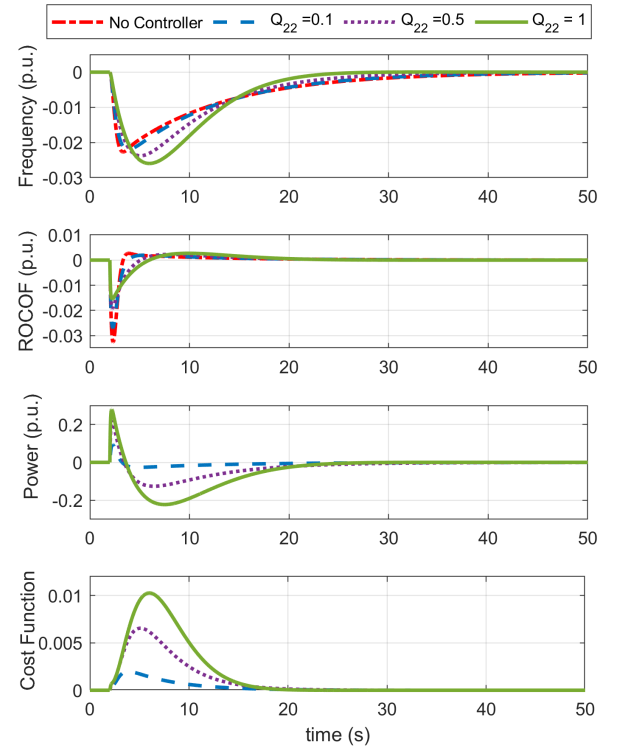 No Controller Q22 =0.1 Q22 =0.5 Q22 = 1
Frequency (p.u.)
0
-0.01
-0.02
-0.03
0 10 20 30 40 50
ROCOF (p.u.)
0.01
0
-0.01
-0.02
-0.03
0 10 20 30 40 50
Power (p.u.)
0.2
0
-0.2
0 10 20 30 40 50
Cost Function
0.01
0.005
0
0 10 20 30 40 50
time (s)